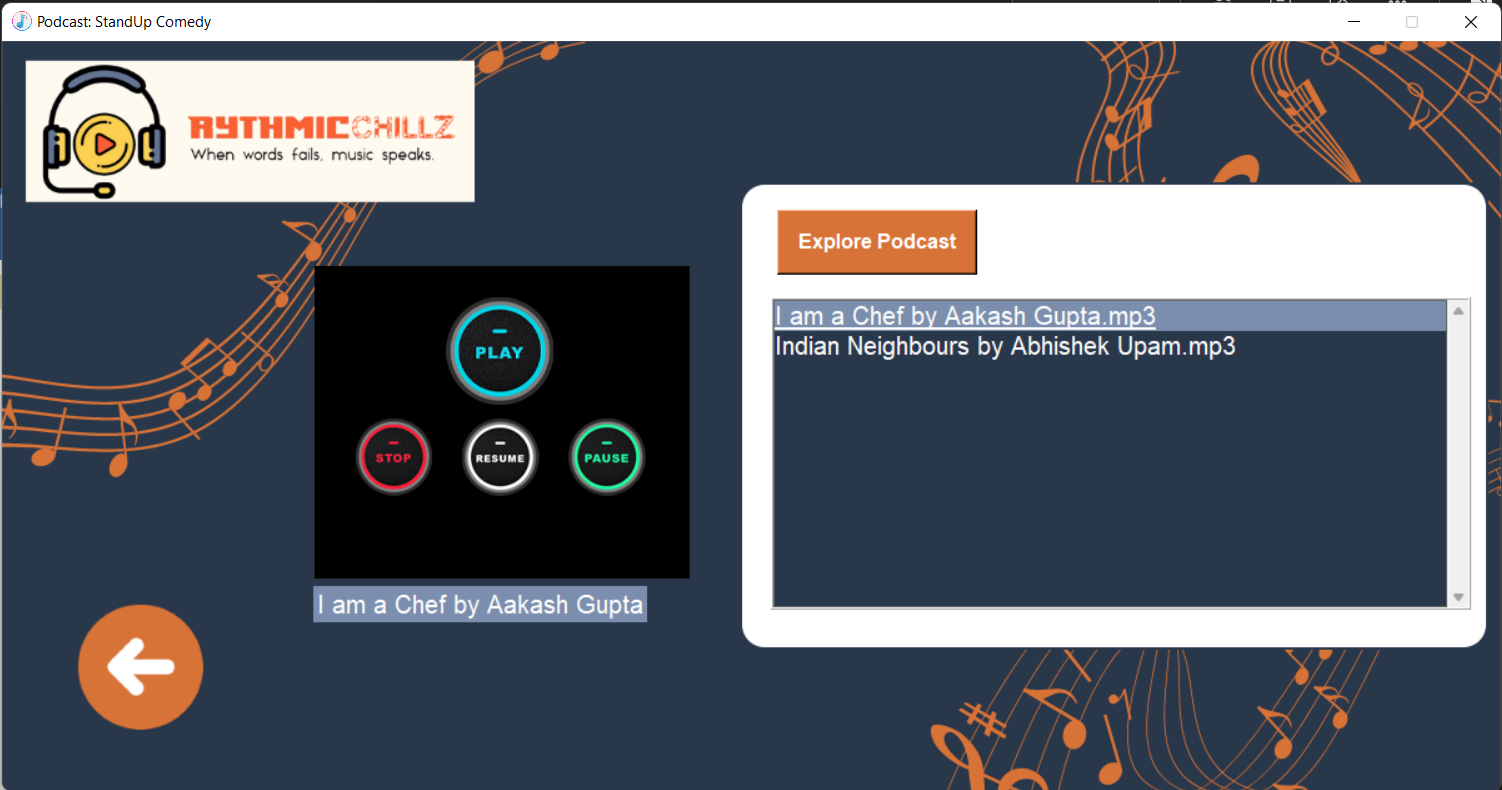 Podcast: StandUp Comedy
RYTHMICCHILLZ
When words fails, music speaks.
Explore Podcast
I am a Chef by Aakash Gupta.mp3
Indian Neighbours by Abhishek Upam.mp3
PLAY
STOP
RESUME
PAUSE
I am a Chef by Aakash Gupta